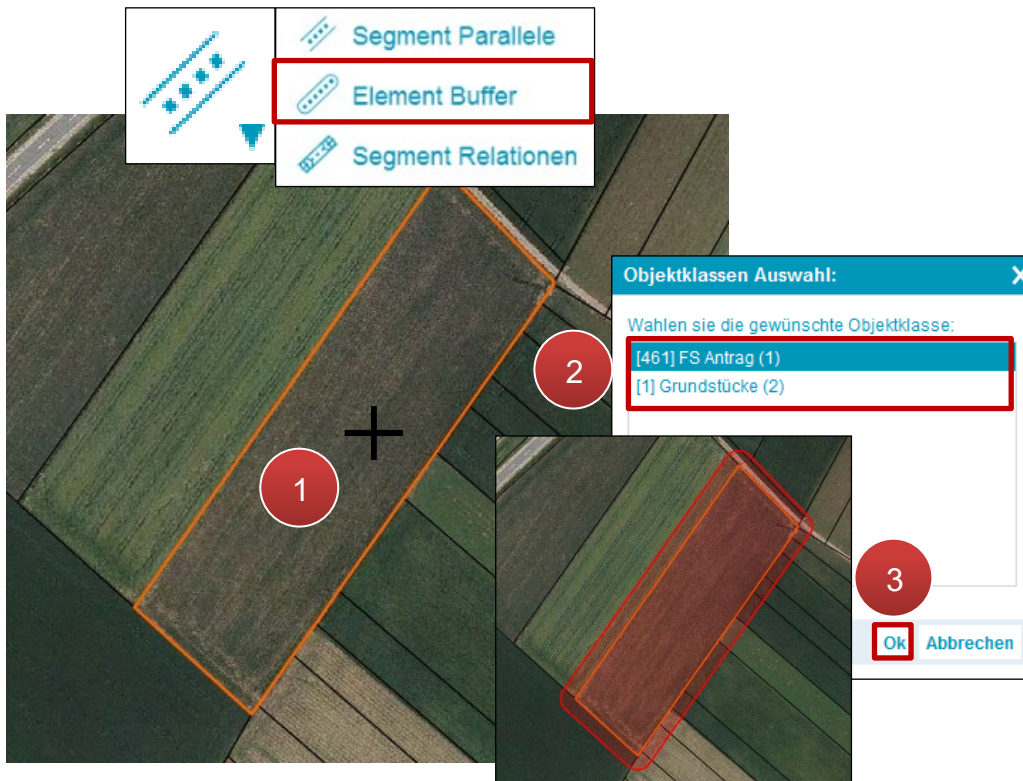 Segment Parallele
Element Buffer
Segment Relationen
Objektklassen Auswahl:
Wahlen sie die gewünschte Objektklasse:
[461] FS Antrag (1)
[1] Grundstücke (2)
2
1
3
Ok Abbrechen